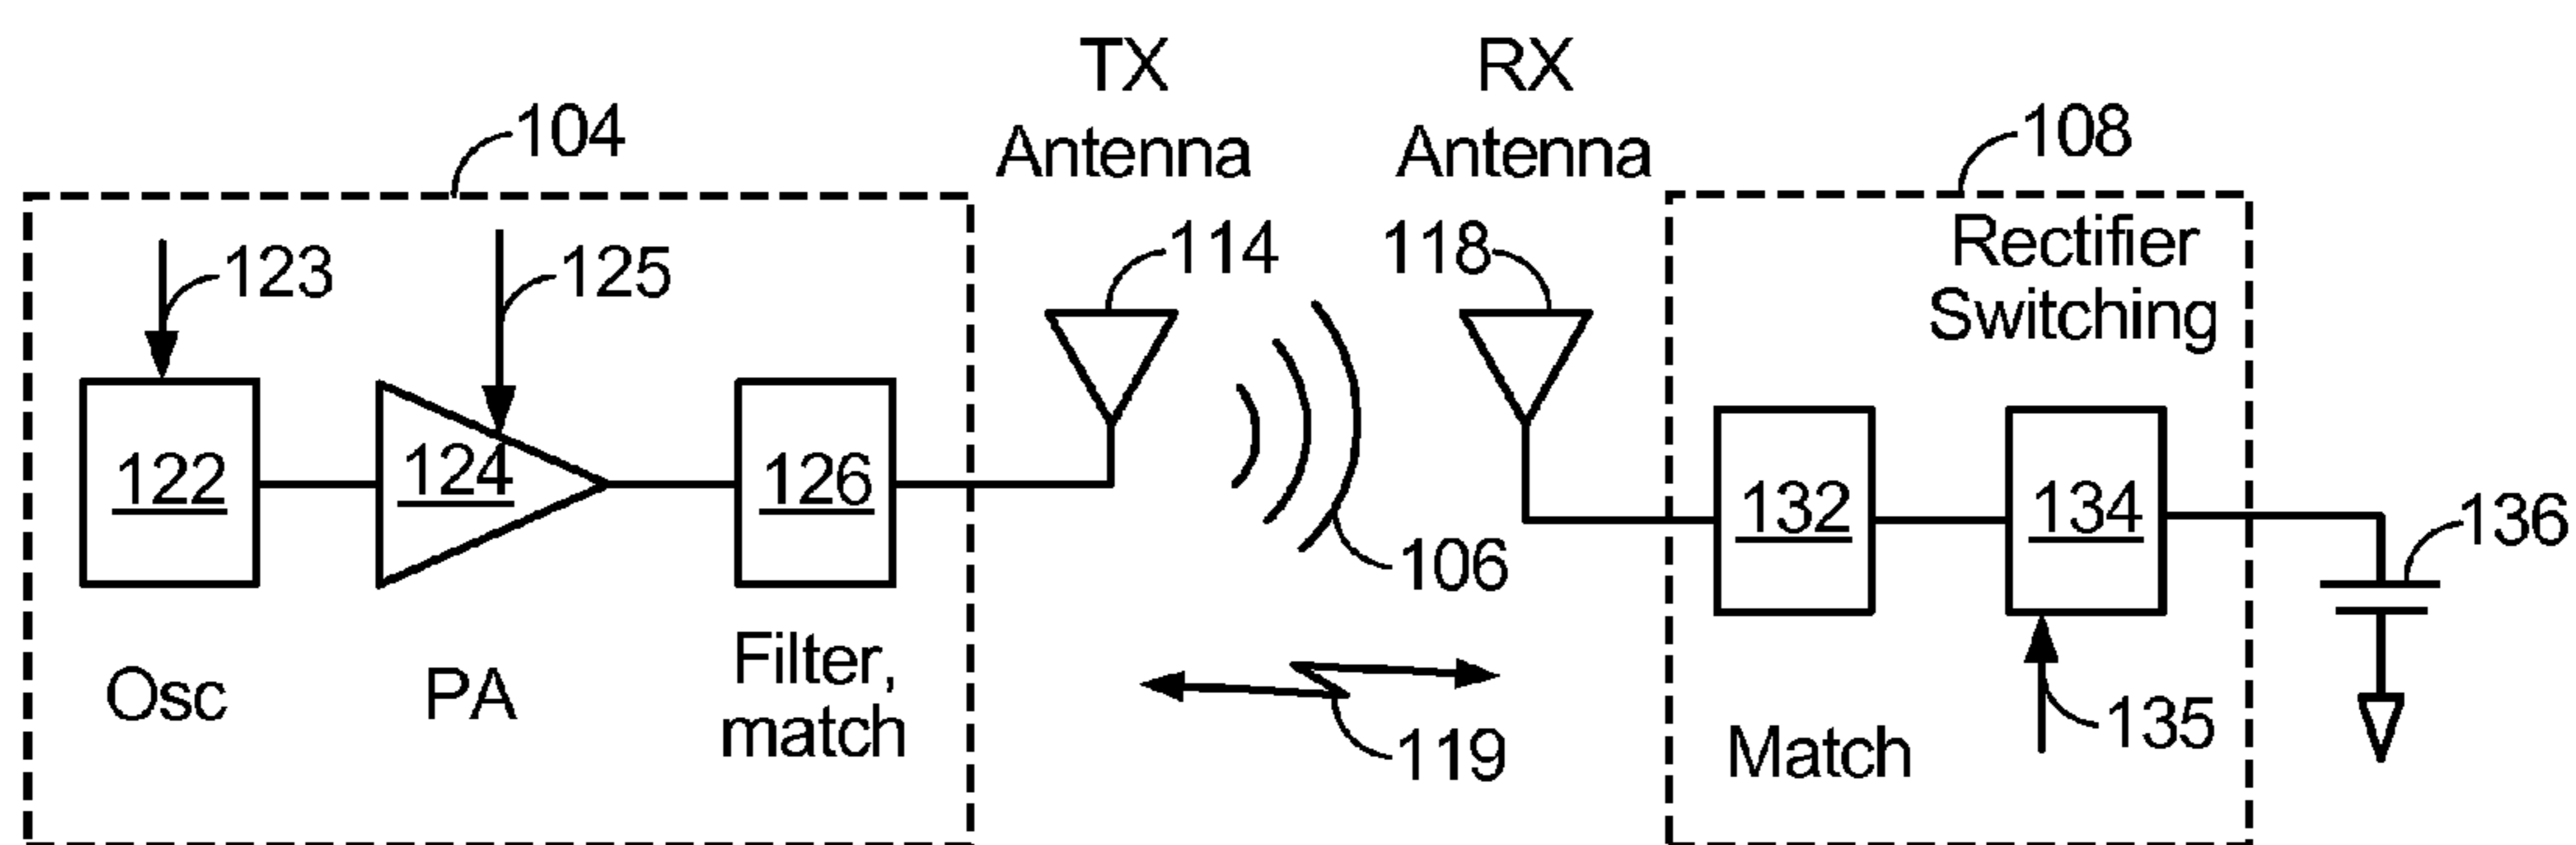 TX
Antenna
RX
Antenna
104
108
Rectifier
Switching
123
125
114
118
122
124
126
132
134
136
106
Osc
PA
Filter,
match
119
Match
135